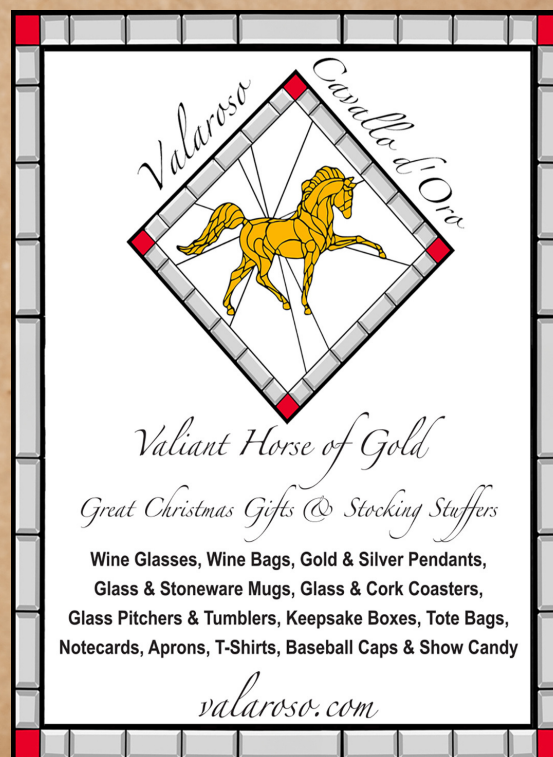 Valaroso
Cavallo d'Oro
Valiant Horse of Gold
Great Christmas Gifts & Stocking Stuffers
Wine Glasses, Wine Bags, Gold & Silver Pendants,
Glass & Stoneware Mugs, Glass & Cork Coasters,
Glass Pitchers & Tumblers, Keepsake Boxes, Tote Bags,
Notecards, Aprons, T-Shirts, Baseball Caps & Show Candy
valaroso.com